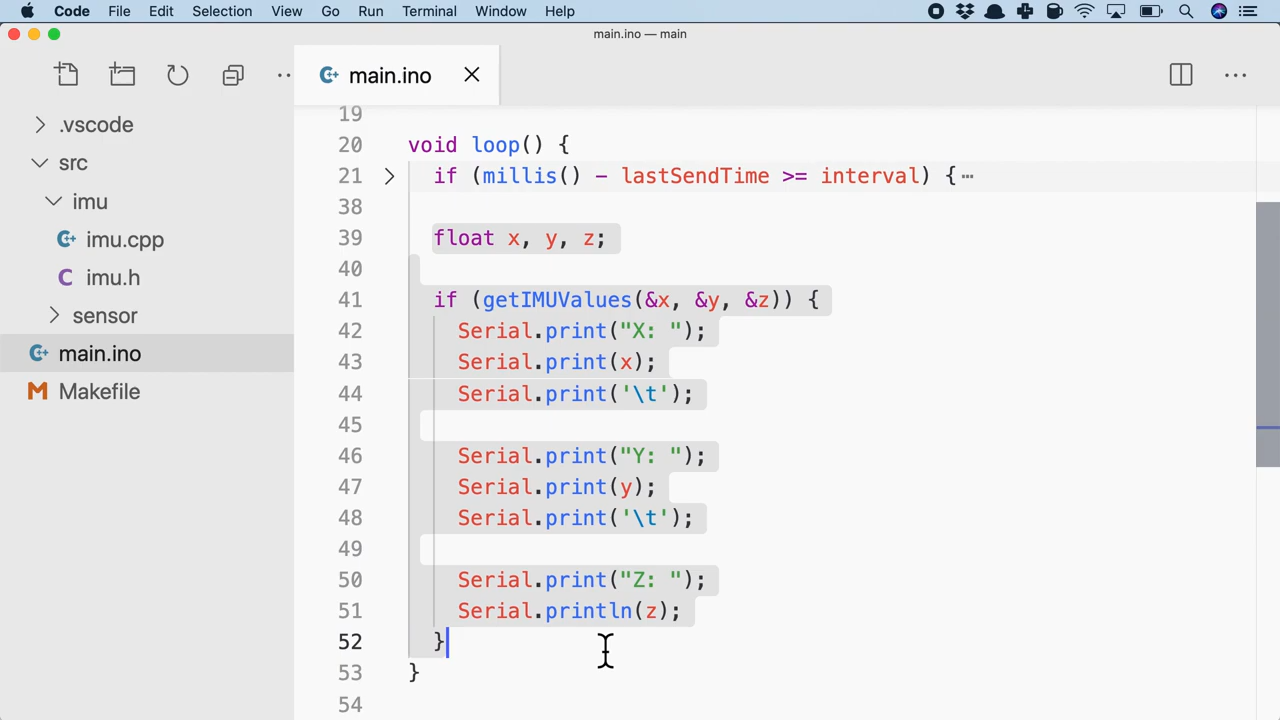 Code File Edit Selection View Go Run Terminal Window Help
main.ino — main
main.ino
.vscode
src
imu
imu.cpp
C imu.h
sensor
main.ino
M Makefile
19
20 void loop() {
21 if (millis() - lastSendTime >= interval) {⋯
38
39 float x, y, z;
40
41 if (getIMUValues(&x, &y, &z)) {
42 Serial.print("X: ");
43 Serial.print(x);
44 Serial.print('\t');
45
46 Serial.print("Y: ");
47 Serial.print(y);
48 Serial.print('\t');
49
50 Serial.print("Z: ");
51 Serial.println(z);
52 }
53 }
54